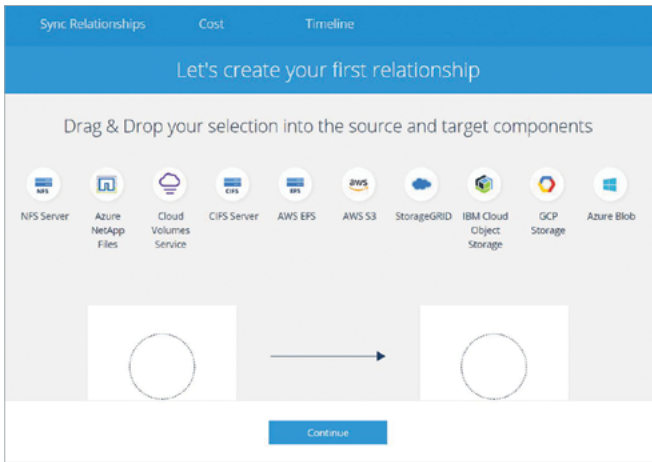 Sync Relationships Cost Timeline
Let's create your first relationship
Drag & Drop your selection into the source and target components
NFS CIFS EFS aws
NFS Server Azure NetApp Files Cloud Volumes Service CIFS Server AWS EFS AWS S3 StorageGRID IBM Cloud Object Storage GCP Storage Azure Blob
Continue